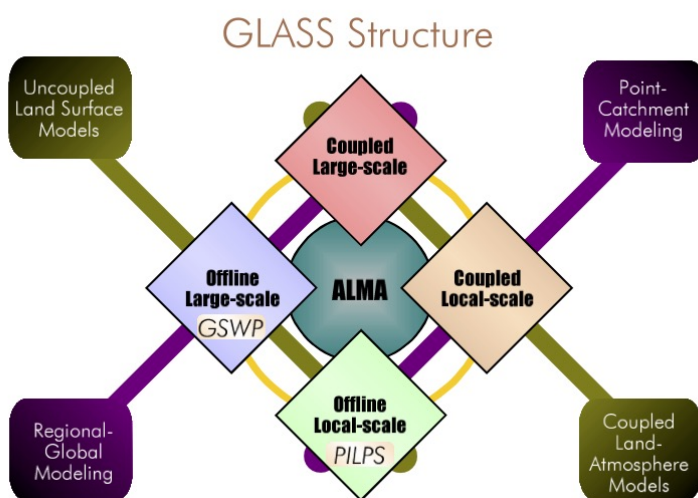 GLASS Structure
Uncoupled
Land Surface
Models
Point-
Catchment
Modeling
Coupled
Large-scale
Offline
Large-scale
GSWP
ALMA
Coupled
Local-scale
Offline
Local-scale
PILPS
Regional-
Global
Modeling
Coupled
Land-
Atmosphere
Models